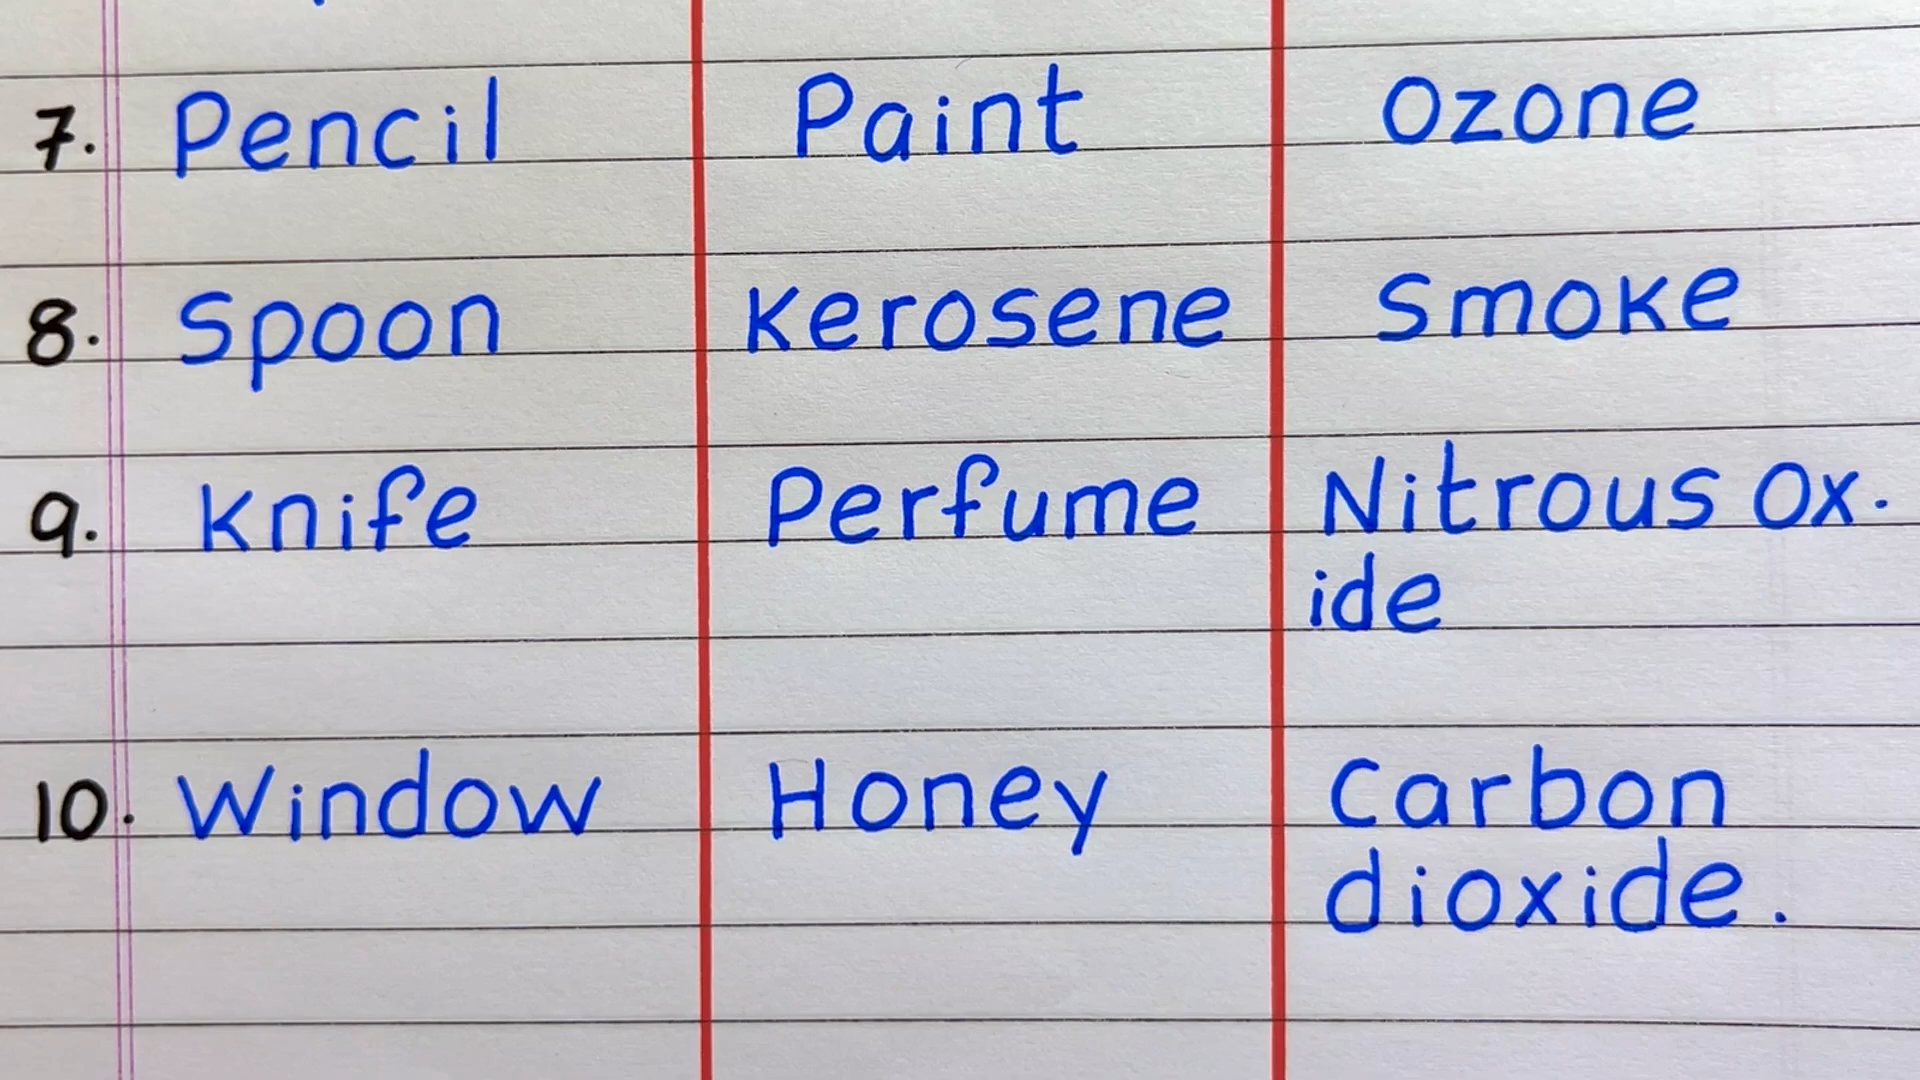 7. Pencil Paint Ozone
8. Spoon Kerosene Smoke
9. Knife Perfume Nitrous Ox.
ide
10. Window Honey Carbon
dioxide.